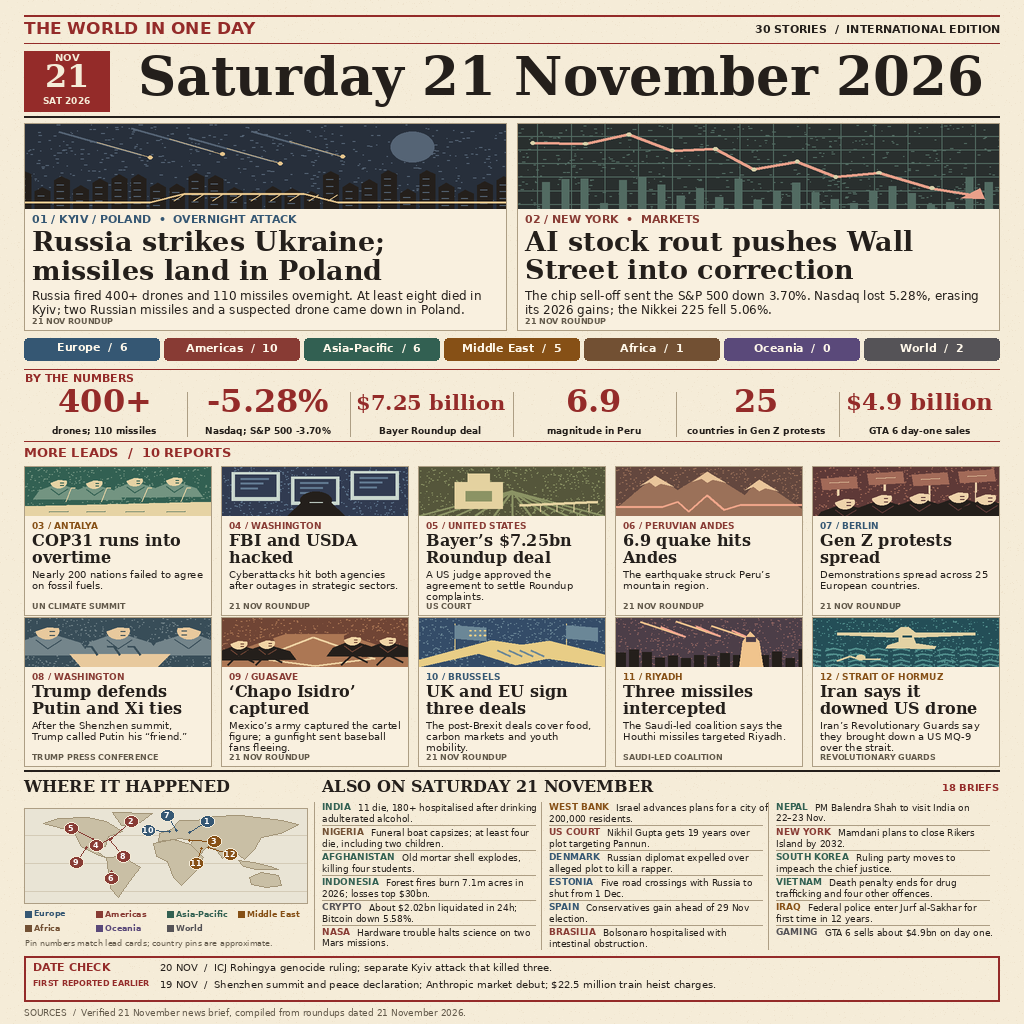 THE WORLD IN ONE DAY
30 STORIES / INTERNATIONAL EDITION
NOV
21
SAT 2026
Saturday 21 November 2026
01 / KYIV / POLAND • OVERNIGHT ATTACK
Russia strikes Ukraine;
missiles land in Poland
Russia fired 400+ drones and 110 missiles overnight. At least eight died in
Kyiv; two Russian missiles and a suspected drone came down in Poland.
21 NOV ROUNDUP
02 / NEW YORK • MARKETS
AI stock rout pushes Wall
Street into correction
The chip sell-off sent the S&P 500 down 3.70%. Nasdaq lost 5.28%, erasing
its 2026 gains; the Nikkei 225 fell 5.06%.
21 NOV ROUNDUP
Europe / 6
Americas / 10
Asia-Pacific / 6
Middle East / 5
Africa / 1
Oceania / 0
World / 2
BY THE NUMBERS
400+
drones; 110 missiles
-5.28%
Nasdaq; S&P 500 -3.70%
$7.25 billion
Bayer Roundup deal
6.9
magnitude in Peru
25
countries in Gen Z protests
$4.9 billion
GTA 6 day-one sales
MORE LEADS / 10 REPORTS
03 / ANTALYA
COP31 runs into
overtime
Nearly 200 nations failed to agree
on fossil fuels.
UN CLIMATE SUMMIT
04 / WASHINGTON
FBI and USDA
hacked
Cyberattacks hit both agencies
after outages in strategic sectors.
21 NOV ROUNDUP
05 / UNITED STATES
Bayer’s $7.25bn
Roundup deal
A US judge approved the
agreement to settle Roundup
complaints.
US COURT
06 / PERUVIAN ANDES
6.9 quake hits
Andes
The earthquake struck Peru’s
mountain region.
21 NOV ROUNDUP
07 / BERLIN
Gen Z protests
spread
Demonstrations spread across 25
European countries.
21 NOV ROUNDUP
08 / WASHINGTON
Trump defends
Putin and Xi ties
After the Shenzhen summit,
Trump called Putin his “friend.”
TRUMP PRESS CONFERENCE
09 / GUASAVE
‘Chapo Isidro’
captured
Mexico’s army captured the cartel
figure; a gunfight sent baseball
fans fleeing.
21 NOV ROUNDUP
10 / BRUSSELS
UK and EU sign
three deals
The post-Brexit deals cover food,
carbon markets and youth
mobility.
21 NOV ROUNDUP
11 / RIYADH
Three missiles
intercepted
The Saudi-led coalition says the
Houthi missiles targeted Riyadh.
SAUDI-LED COALITION
12 / STRAIT OF HORMUZ
Iran says it
downed US drone
Iran’s Revolutionary Guards say
they brought down a US MQ-9
over the strait.
REVOLUTIONARY GUARDS
WHERE IT HAPPENED
7
1
2
5
10
3
4
12
8
9
11
6
Europe
Americas
Asia-Pacific
Middle East
Africa
Oceania
World
Pin numbers match lead cards; country pins are approximate.
ALSO ON SATURDAY 21 NOVEMBER
18 BRIEFS
INDIA 11 die, 180+ hospitalised after drinking
adulterated alcohol.
NIGERIA Funeral boat capsizes; at least four
die, including two children.
AFGHANISTAN Old mortar shell explodes,
killing four students.
INDONESIA Forest fires burn 7.1m acres in
2026; losses top $30bn.
CRYPTO About $2.02bn liquidated in 24h;
Bitcoin down 5.58%.
NASA Hardware trouble halts science on two
Mars missions.
WEST BANK Israel advances plans for a city of
200,000 residents.
US COURT Nikhil Gupta gets 19 years over
plot targeting Pannun.
DENMARK Russian diplomat expelled over
alleged plot to kill a rapper.
ESTONIA Five road crossings with Russia to
shut from 1 Dec.
SPAIN Conservatives gain ahead of 29 Nov
election.
BRASILIA Bolsonaro hospitalised with
intestinal obstruction.
NEPAL PM Balendra Shah to visit India on
22–23 Nov.
NEW YORK Mamdani plans to close Rikers
Island by 2032.
SOUTH KOREA Ruling party moves to
impeach the chief justice.
VIETNAM Death penalty ends for drug
trafficking and four other offences.
IRAQ Federal police enter Jurf al-Sakhar for
first time in 12 years.
GAMING GTA 6 sells about $4.9bn on day one.
DATE CHECK
20 NOV / ICJ Rohingya genocide ruling; separate Kyiv attack that killed three.
FIRST REPORTED EARLIER
19 NOV / Shenzhen summit and peace declaration; Anthropic market debut; $22.5 million train heist charges.
SOURCES / Verified 21 November news brief, compiled from roundups dated 21 November 2026.